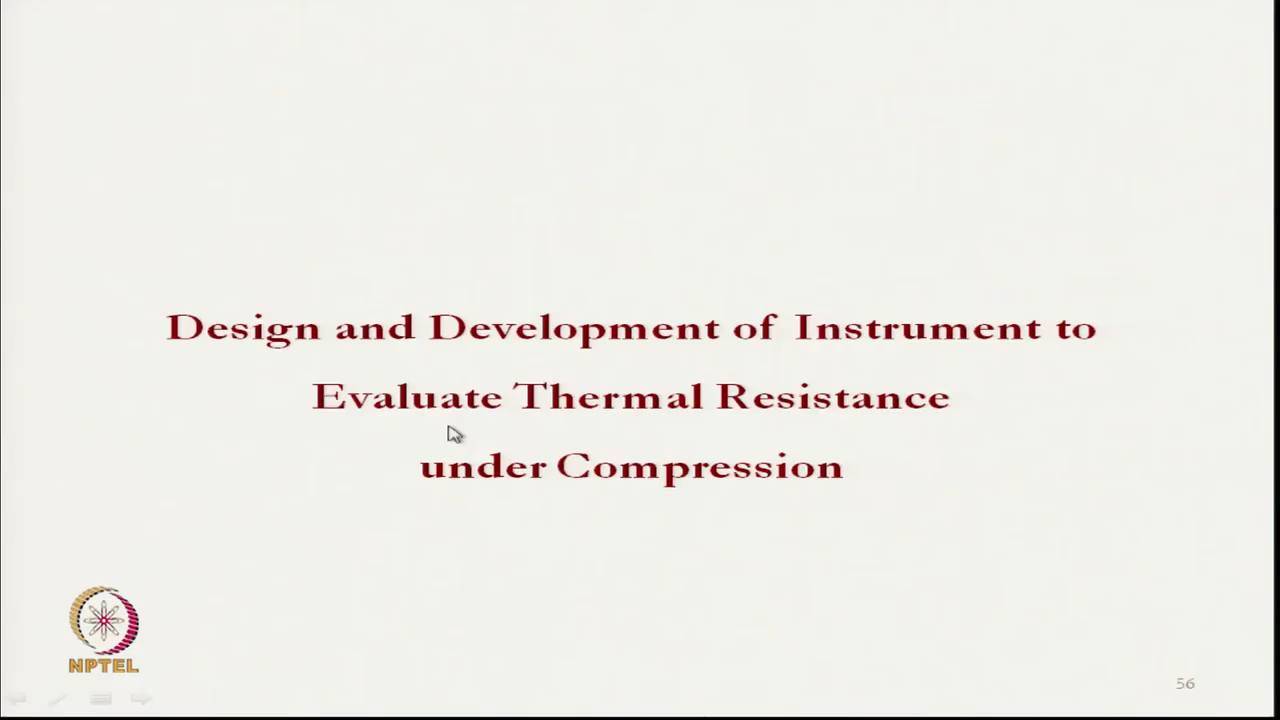 Design and Development of Instrument to
Evaluate Thermal Resistance
under Compression
NPTEL
56